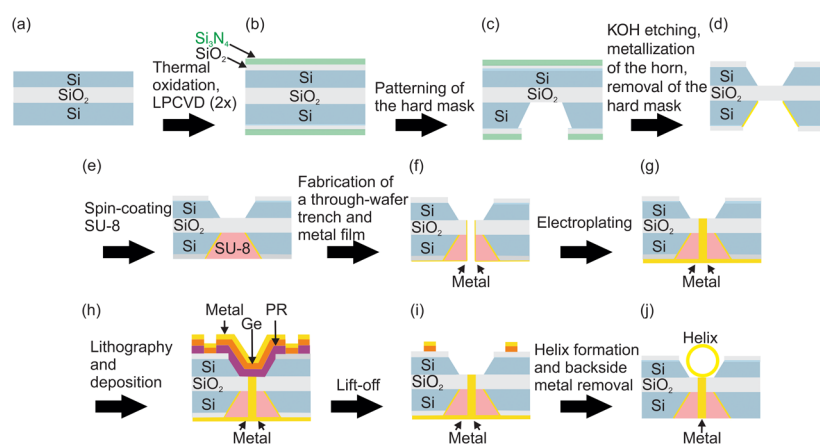 (a)
Si
SiO2
Si
Thermal
oxidation,
LPCVD (2x)
(b)
Si3N4
SiO2
Si
SiO2
Si
Patterning
of the hard
mask
(c)
Si
SiO2
Si
KOH etching,
metallization
of the horn,
removal of the
hard mask
(d)
Si
SiO2
Si
(e)
Spin-coating
SU-8
Si
SiO2
Si
SU-8
Fabrication of
a through-wafer
trench and
metal film
(f)
Si
SiO2
Si
Metal
Electroplating
(g)
Si
SiO2
Si
Metal
(h)
Lithography
and
deposition
Metal
Ge
PR
Si
SiO2
Si
Metal
Lift-off
(i)
Si
SiO2
Si
Metal
Helix formation
and backside
metal removal
(j)
Helix
Si
SiO2
Si
Metal